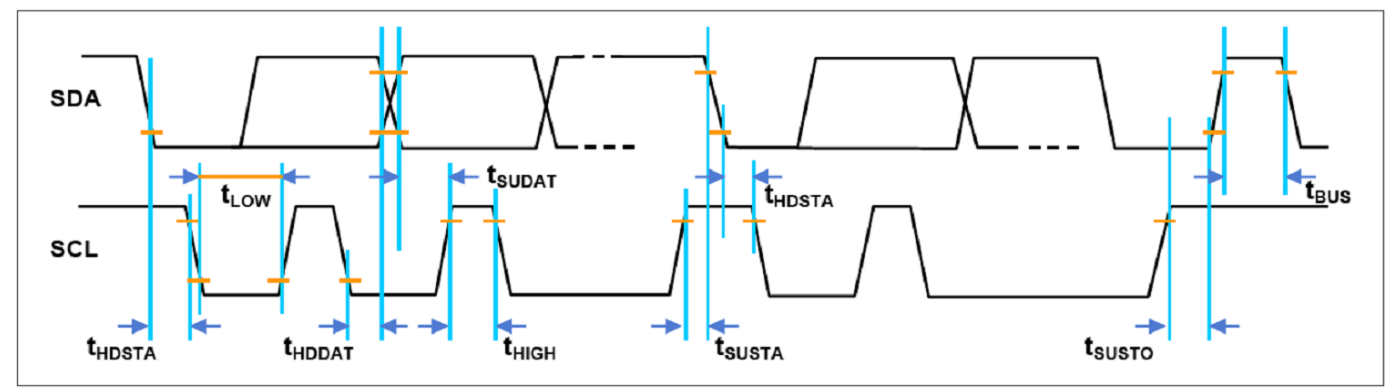 SDA
tSUDAT
tLOW
tHDSTA
tBUS
SCL
tHDSTA
tHDDAT
tHIGH
tSUSTA
tSUSTO